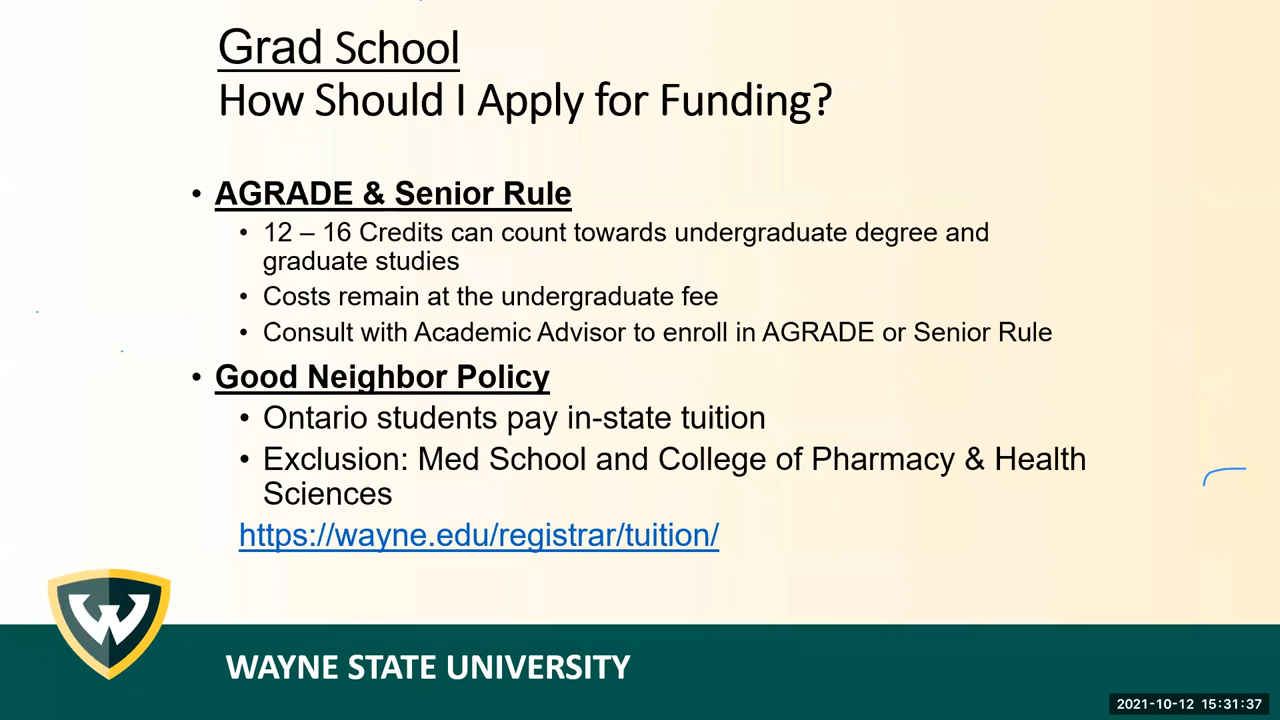 Grad School
How Should I Apply for Funding?
• AGRADE & Senior Rule
• 12 – 16 Credits can count towards undergraduate degree and
graduate studies
• Costs remain at the undergraduate fee
• Consult with Academic Advisor to enroll in AGRADE or Senior Rule
• Good Neighbor Policy
• Ontario students pay in-state tuition
• Exclusion: Med School and College of Pharmacy & Health
Sciences
https://wayne.edu/registrar/tuition/
W
WAYNE STATE UNIVERSITY
2021-10-12 15:31:37